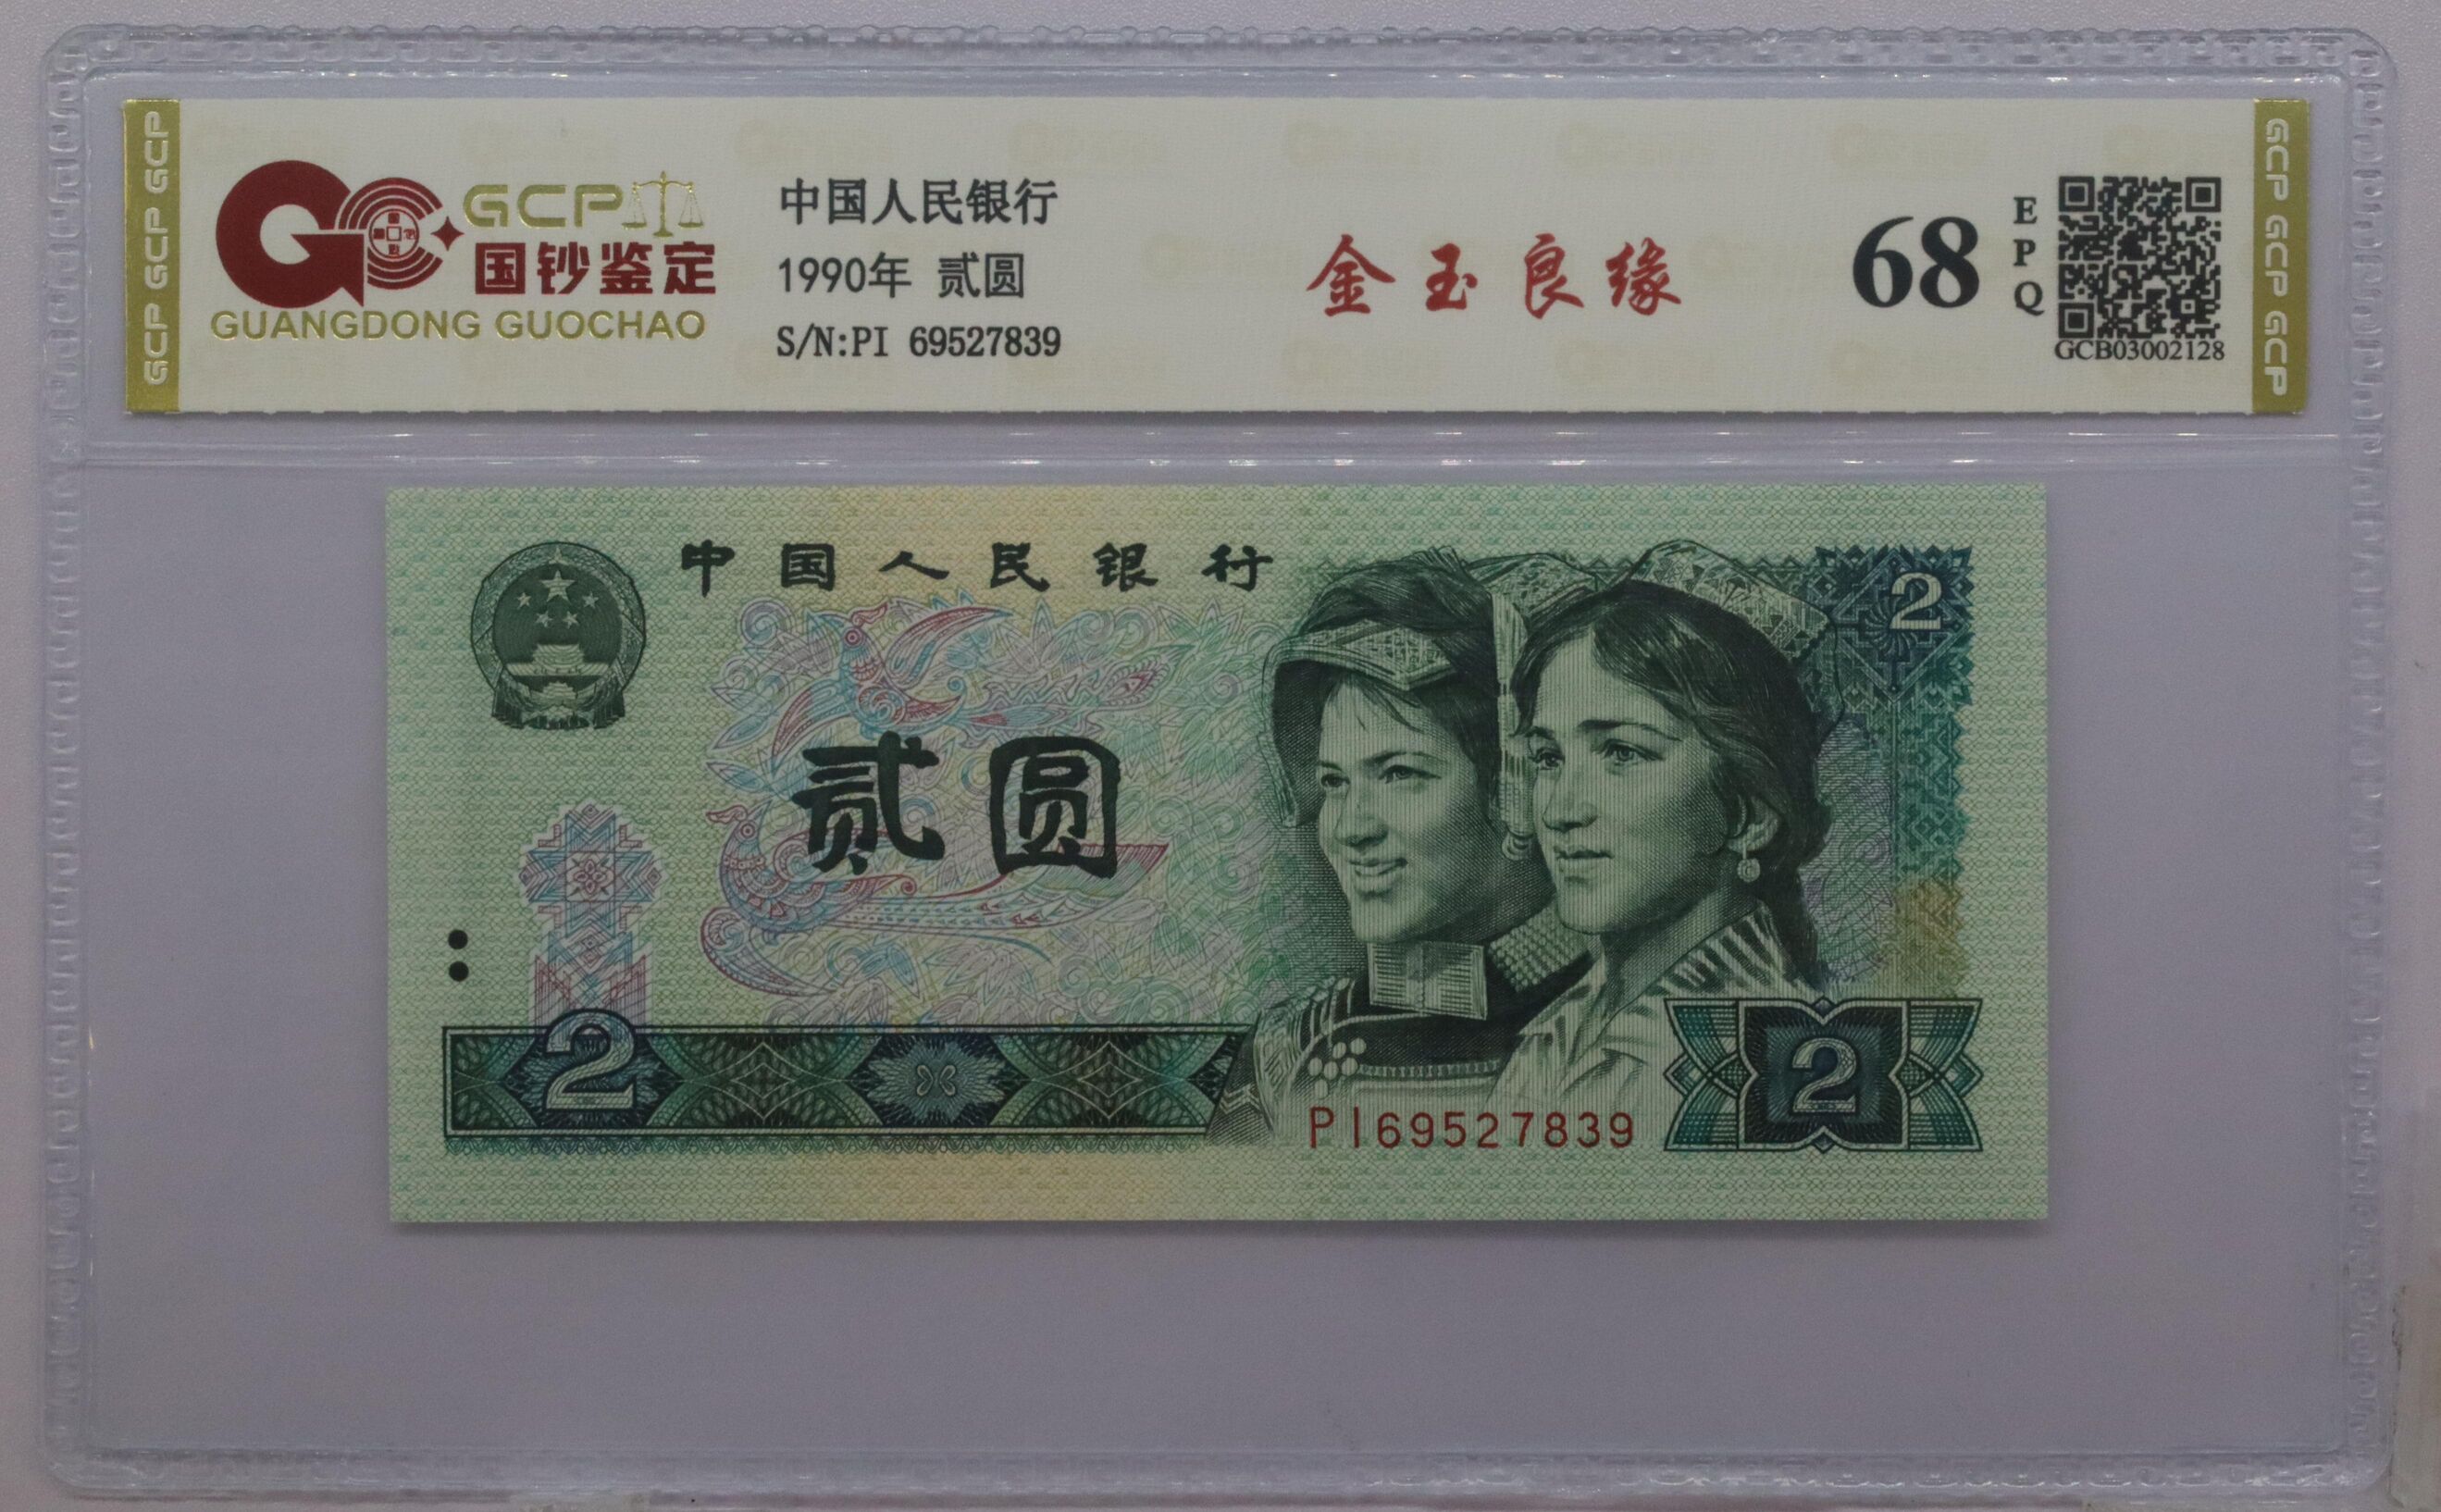 GCP GCP GCP
GCP
国钞鉴定
GUANGDONG GUOCHAO
中国人民银行
1990年 贰圆
S/N:PI 69527839
金玉良缘
68
EPQ
GCB03002128
GCP GCP GCP
中国人民银行
2
贰圆
2
2
PI69527839